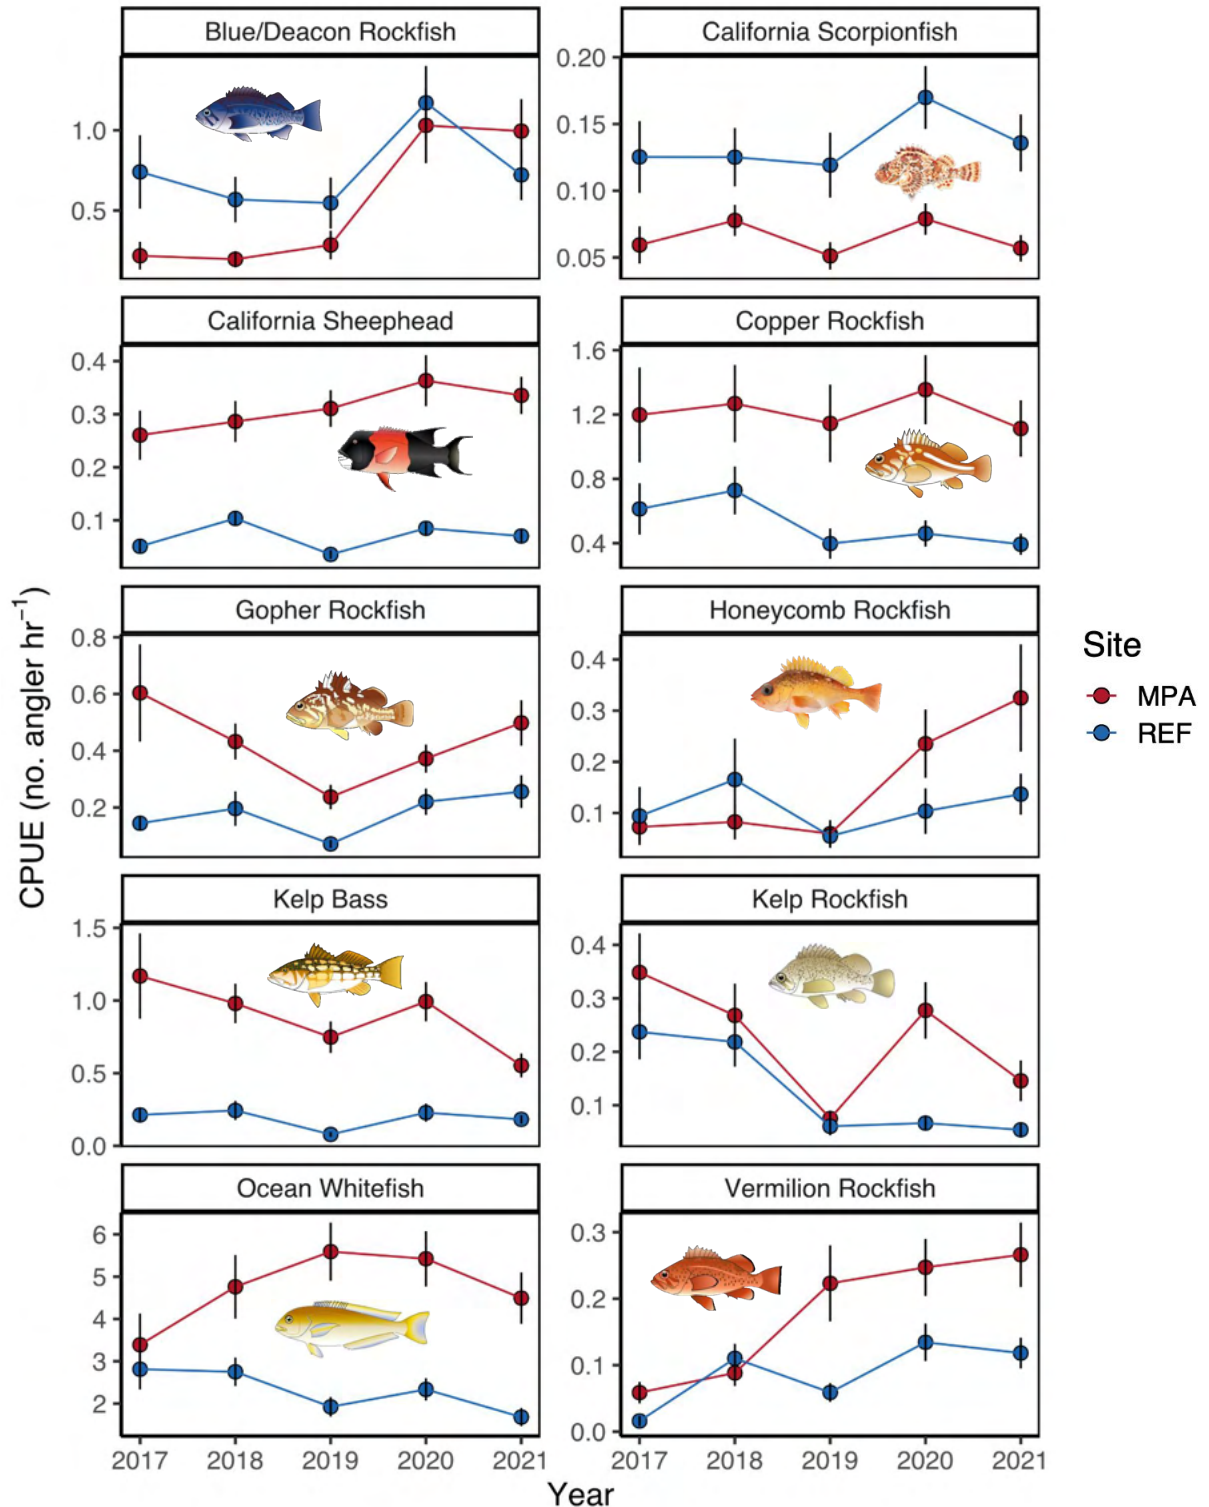 Blue/Deacon Rockfish
California Scorpionfish
1.0
0.5
0.20
0.15
0.10
0.05
California Sheephead
Copper Rockfish
0.4
0.3
0.2
0.1
1.6
1.2
0.8
0.4
Gopher Rockfish
Honeycomb Rockfish
0.8
0.6
0.4
0.2
0.4
0.3
0.2
0.1
Kelp Bass
Kelp Rockfish
1.5
1.0
0.5
0.0
0.4
0.3
0.2
0.1
Ocean Whitefish
Vermilion Rockfish
6
5
4
3
2
0.3
0.2
0.1
0.0
2017 2018 2019 2020 2021
2017 2018 2019 2020 2021
Year
CPUE (no. angler hr⁻¹)
Site
MPA
REF